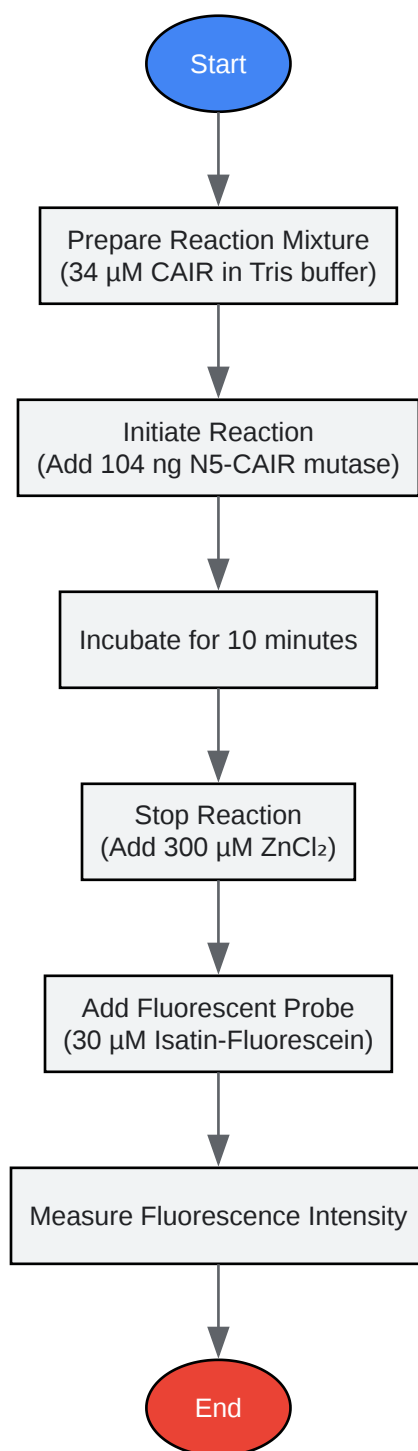 Start
Prepare Reaction Mixture
(34 µM CAIR in Tris buffer)
Initiate Reaction
(Add 104 ng N5-CAIR mutase)
Incubate for 10 minutes
Stop Reaction
(Add 300 µM ZnCl₂)
Add Fluorescent Probe
(30 µM Isatin-Fluorescein)
Measure Fluorescence Intensity
End